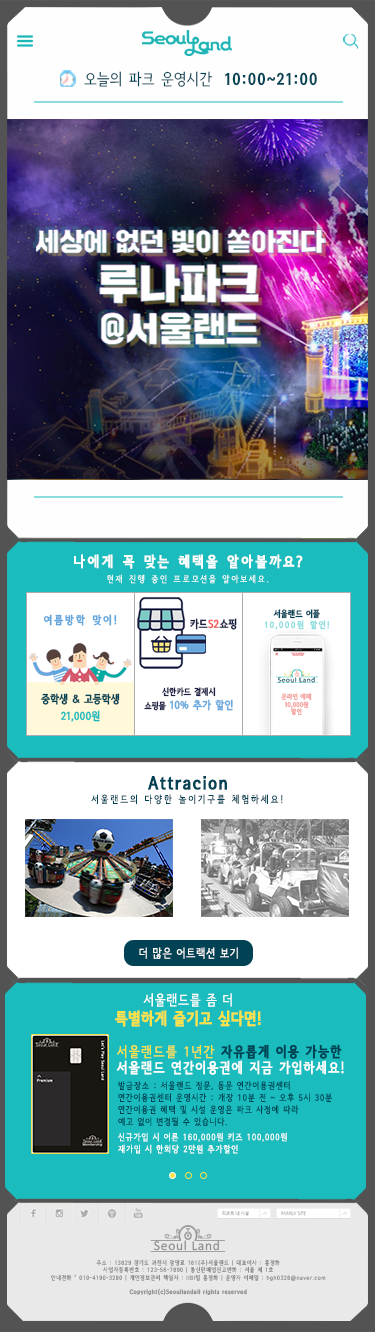 Seoul Land
오늘의 파크 운영시간 10:00~21:00
세상에 없던 빛이 쏟아진다
루나파크
@서울랜드
나에게 꼭 맞는 혜택을 알아볼까요?
현재 진행 중인 프로모션을 알아보세요.
여름방학 맞이!
중학생 & 고등학생
21,000원
카드S2쇼핑
신한카드 결제시
쇼핑몰 10% 추가 할인
서울랜드 어플
10,000원 할인!
Seoul Land
온라인 예매
10,000원
할인
Attracion
서울랜드의 다양한 놀이기구를 체험하세요!
더 많은 어트랙션 보기
서울랜드를 좀 더
특별하게 즐기고 싶다면!
Seoul Land
Let's Play Seoul Land
Premium
서울랜드를 1년간 자유롭게 이용 가능한
서울랜드 연간이용권에 지금 가입하세요!
발급장소 : 서울랜드 정문, 동문 연간이용권센터
연간이용권센터 운영시간 : 개장 10분 전 ~ 오후 5시 30분
연간이용권 혜택 및 시설 운영은 파크 사정에 따라
예고 없이 변경될 수 있습니다.
신규가입 시 어른 160,000원 키즈 100,000원
재가입 시 한회당 2만원 추가할인
FAMILY SITE
Seoul Land
주소 : 13829 경기도 과천시 광명로 181(주)서울랜드 | 대표이사 : 홍정화
사업자등록번호 : 123-56-7890 | 통신판매업신고번호 : 서울 제 1호
안내전화 * 010-4190-3280 | 개인정보관리 책임자 : IIBI팀 홍정화 | 운영자 이메일 : hgh0328@naver.com
Copyright(c)Seoullandall rights reserved